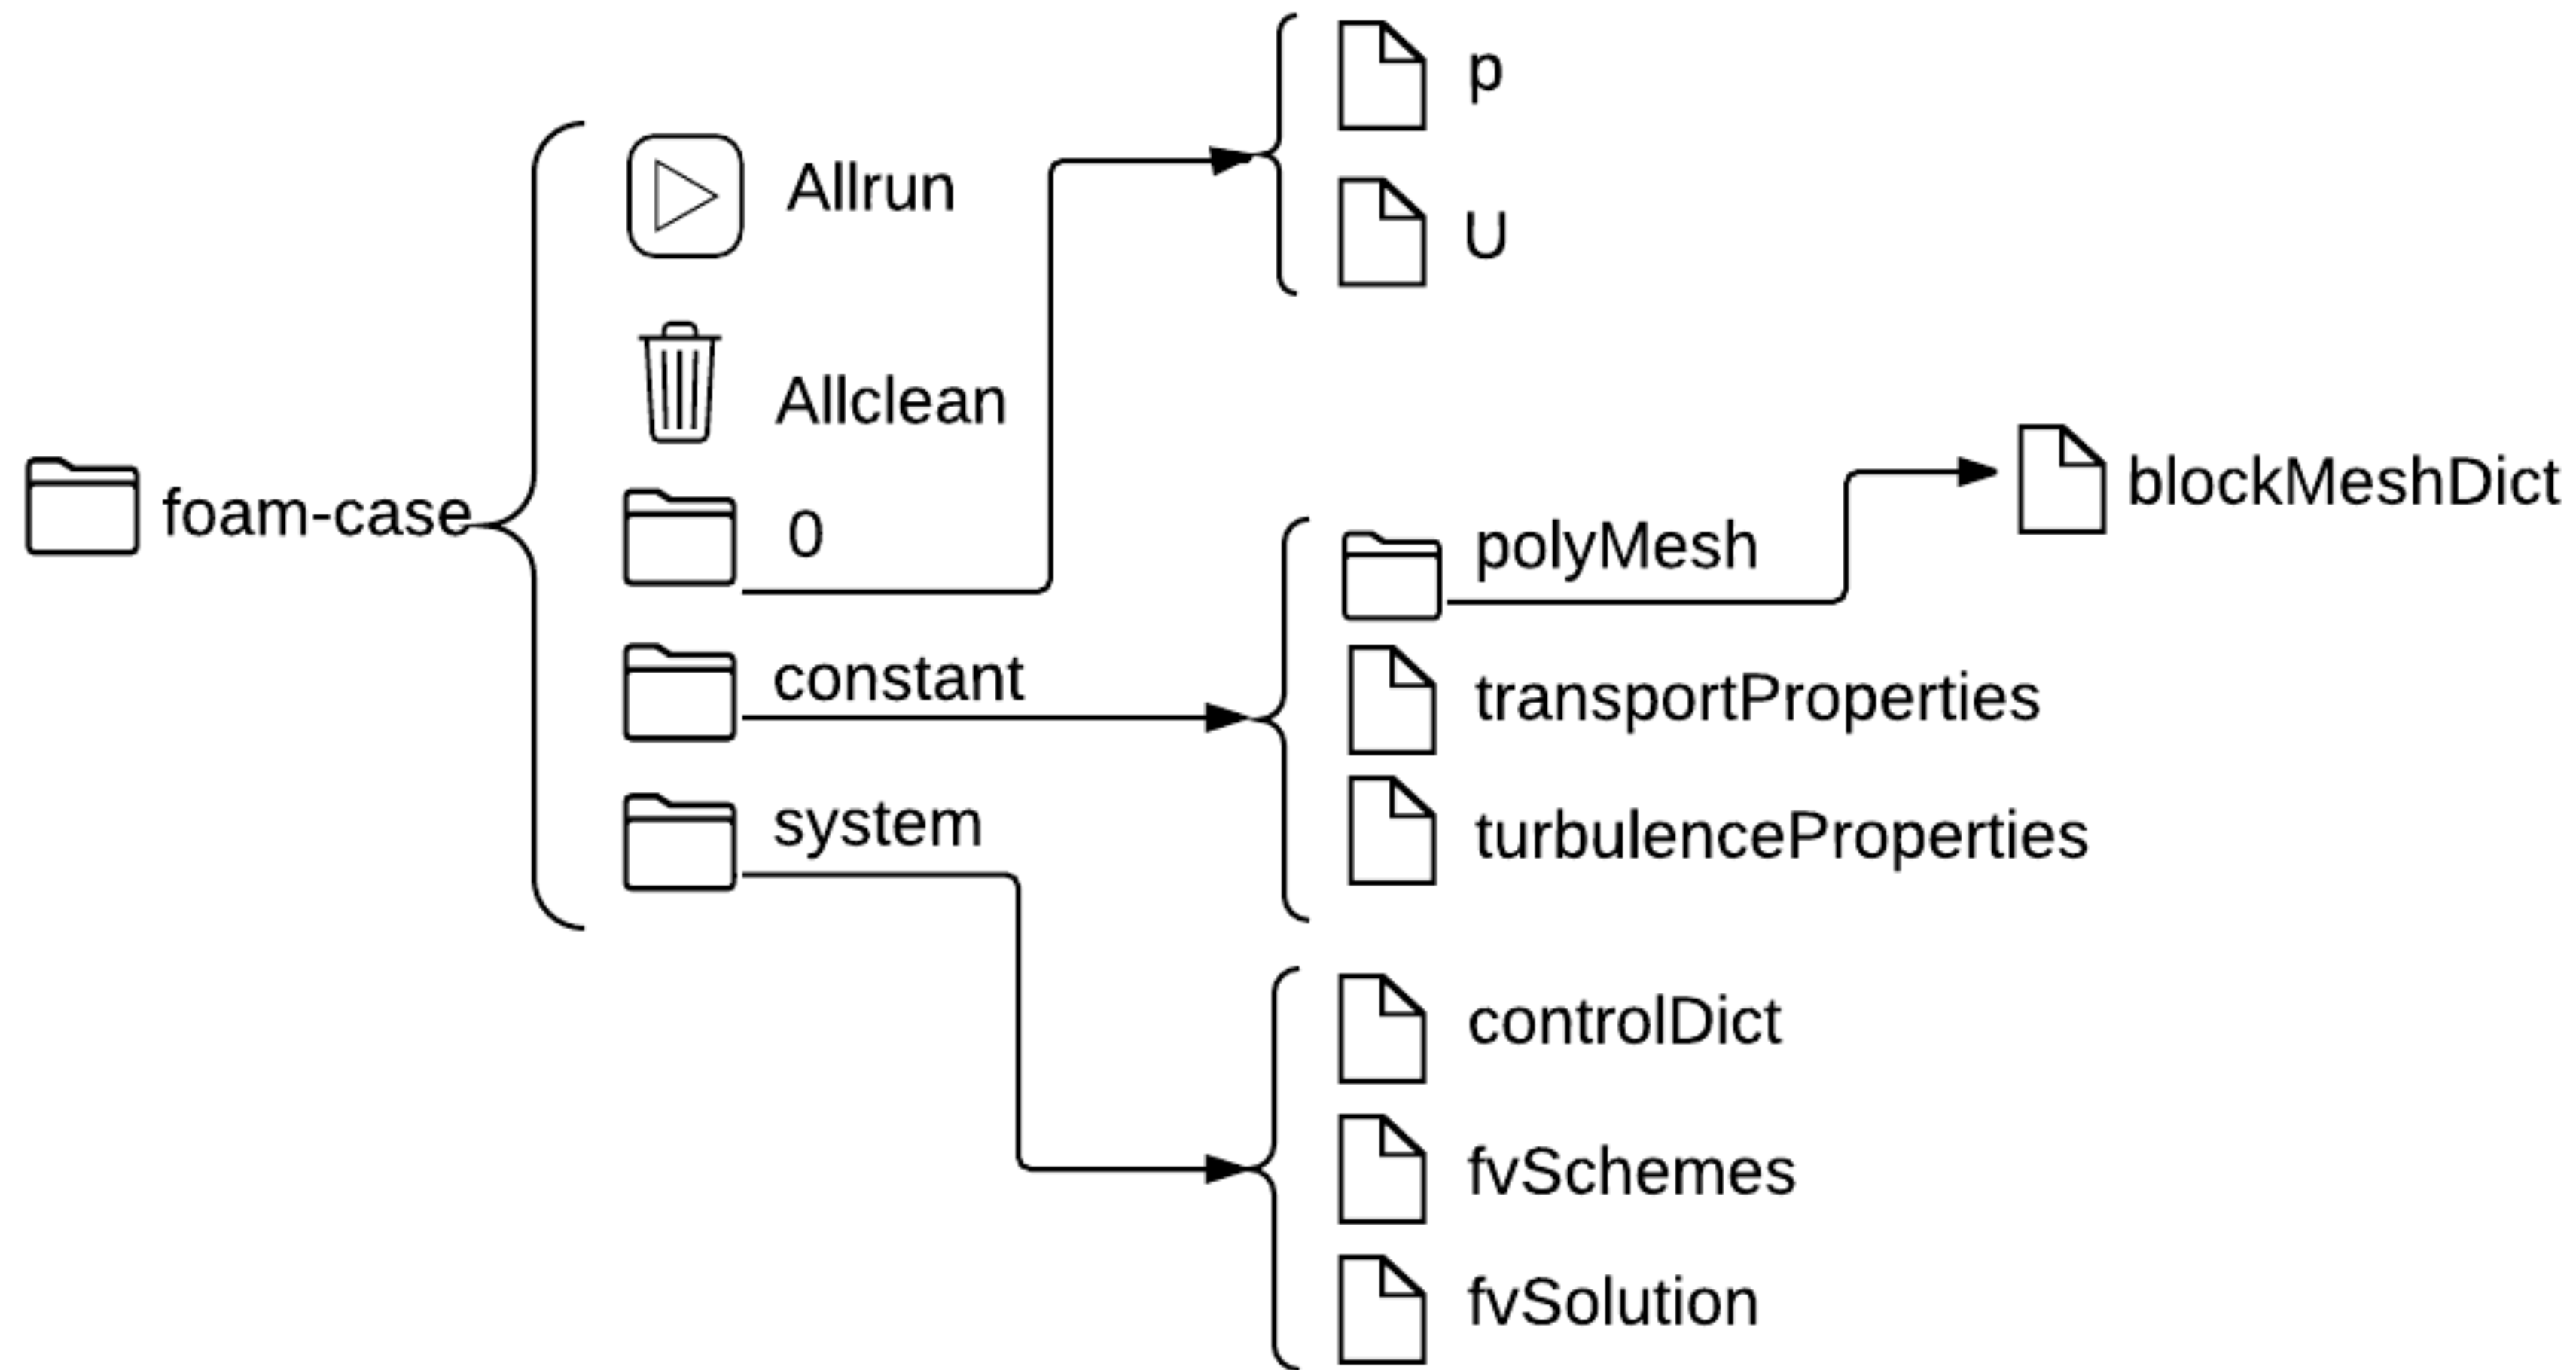 foam-case
Allrun
Allclean
0
constant
system
p
U
polyMesh
transportProperties
turbulenceProperties
blockMeshDict
controlDict
fvSchemes
fvSolution